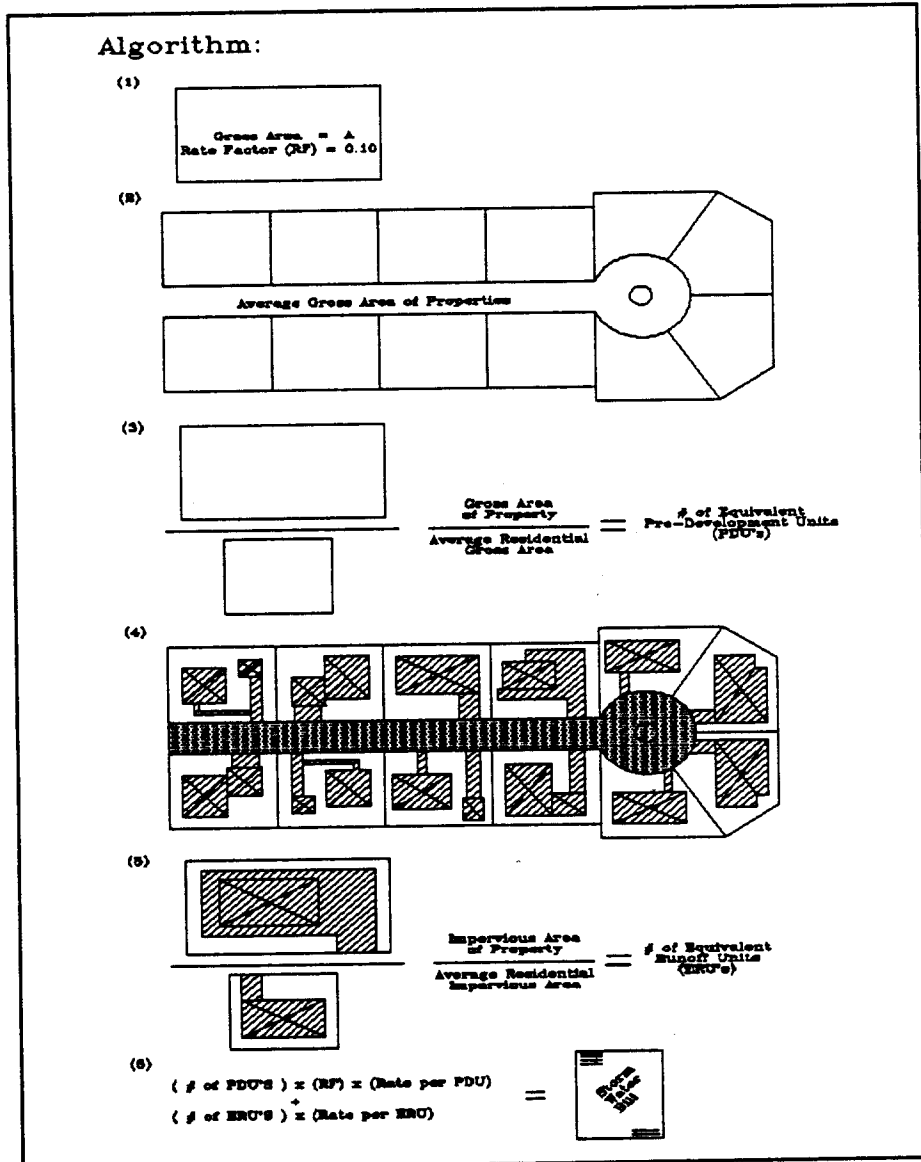 Algorithm:
(1)
Gross Area = A
Rate Factor (RF) = 0.10
(2)
Average Gross Area of Properties
(3)
Gross Area
of Property
Average Residential
Gross Area
=
# of Equivalent
Pre-Development Units
(PDU's)
(4)
(5)
Impervious Area
of Property
Average Residential
Impervious Area
=
# of Equivalent
Runoff Units
(ERU's)
(6)
( # of PDU'S ) x (RF) x (Rate per PDU)
+
( # of ERU'S ) x (Rate per ERU)
=
Storm
Water
Bill